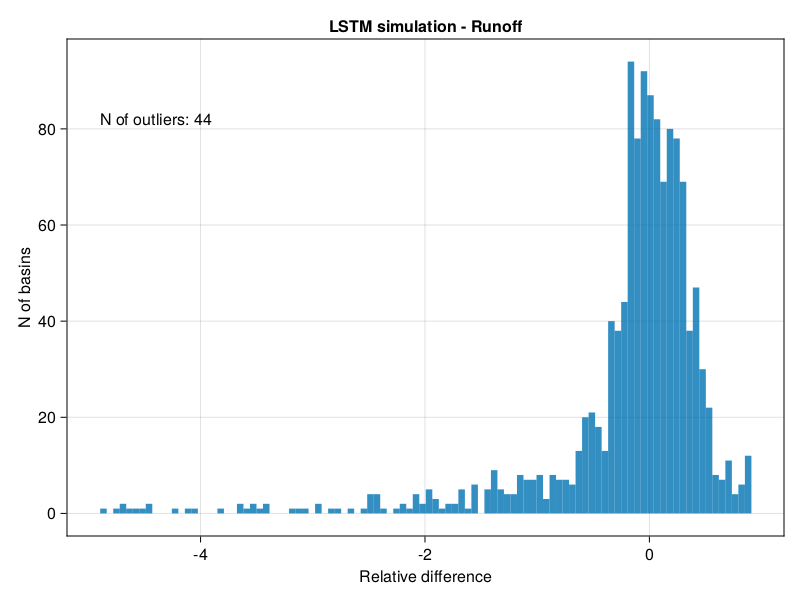 LSTM simulation - Runoff
N of outliers: 44
N of basins
80
60
40
20
0
-4
-2
0
Relative difference